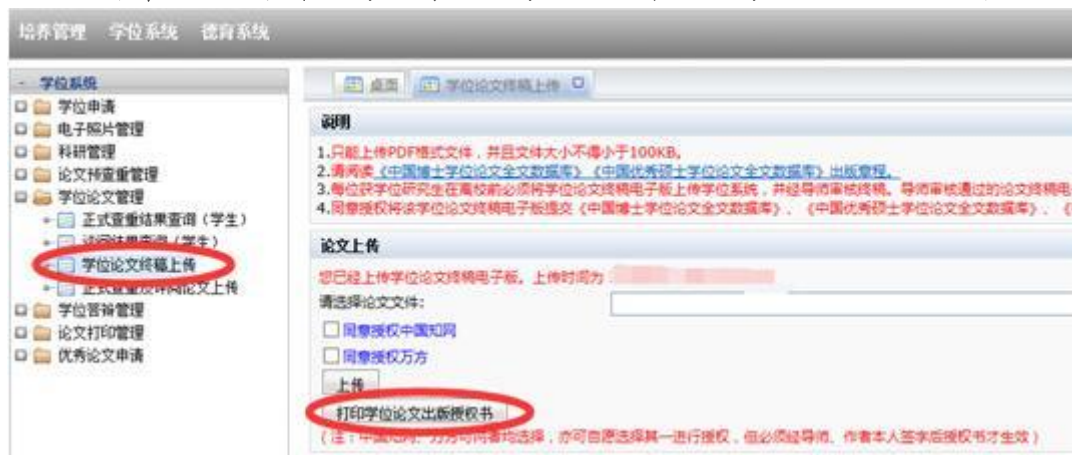 培养管理 学位系统 德育系统
- 学位系统
学位申请
电子照片管理
科研管理
论文预查重管理
学位论文管理
正式查重结果查询（学生）
学位论文终稿上传
学位答辩管理
论文打印管理
优秀论文申请
桌面 学位论文终稿上传
说明
1.只能上传PDF格式文件，并且文件大小不得小于100KB。
2.请阅读《中国博士学位论文全文数据库》《中国优秀硕士学位论文全文数据库》出版章程。
3.每位获学位研究生在离校前必须将学位论文终稿电子版上传学位系统，并经导师审核终稿。导师审核通过的论文终稿电
4.同意授权将该学位论文终稿电子版提交《中国博士学位论文全文数据库》、《中国优秀硕士学位论文全文数据库》、《
论文上传
您已经上传学位论文终稿电子版。上传时间为：
请选择论文文件：
同意授权中国知网
同意授权万方
上传
打印学位论文出版授权书
（注：中国知网、万方可两者均选择，亦可自愿选择其一进行授权，但必须经导师、作者本人签字后授权书才生效）